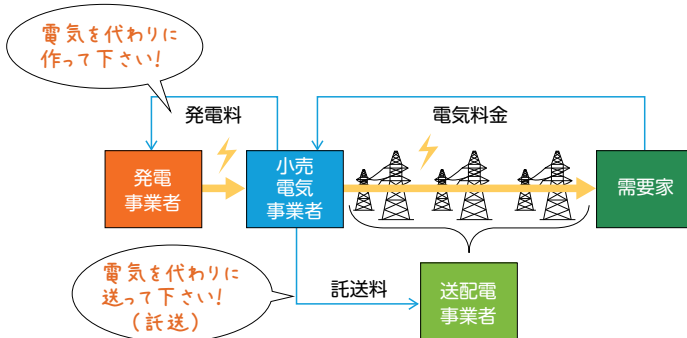 電気を代わりに
作って下さい!
発電料
電気料金
発電
事業者
小売
電気
事業者
需要家
電気を代わりに
送って下さい!
(託送)
託送料
送配電
事業者